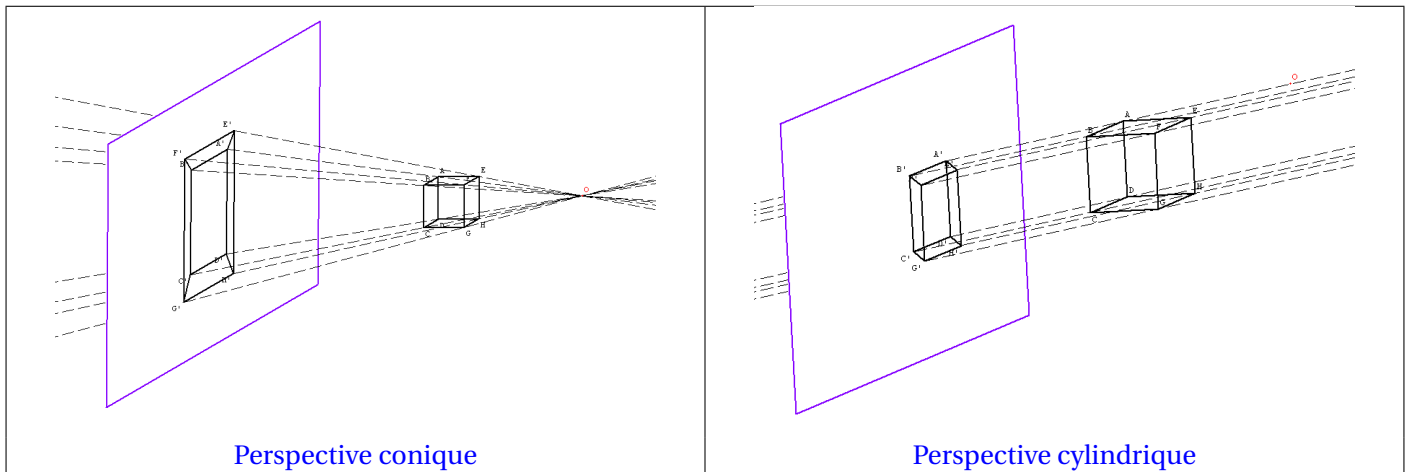 E'
A'
F'
B'
A
E
B
F
O
D'
C
D
G
H
C'
H'
G'
Perspective conique
O
A
E
B
F
A'
B'
D
H
C
G
D'
C'
H'
G'
Perspective cylindrique